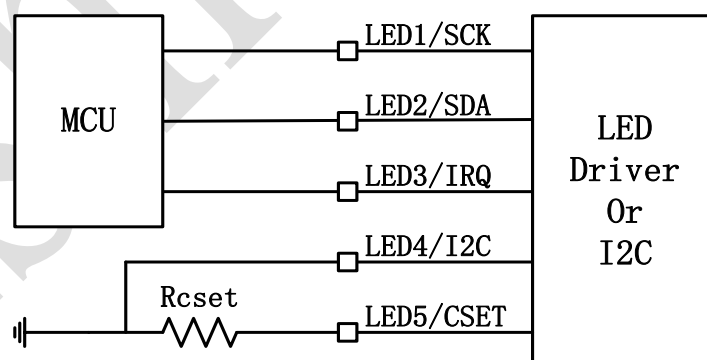 LED1/SCK
MCU
LED2/SDA
LED
Driver
Or
I2C
LED3/IRQ
LED4/I2C
Rcset
LED5/CSET